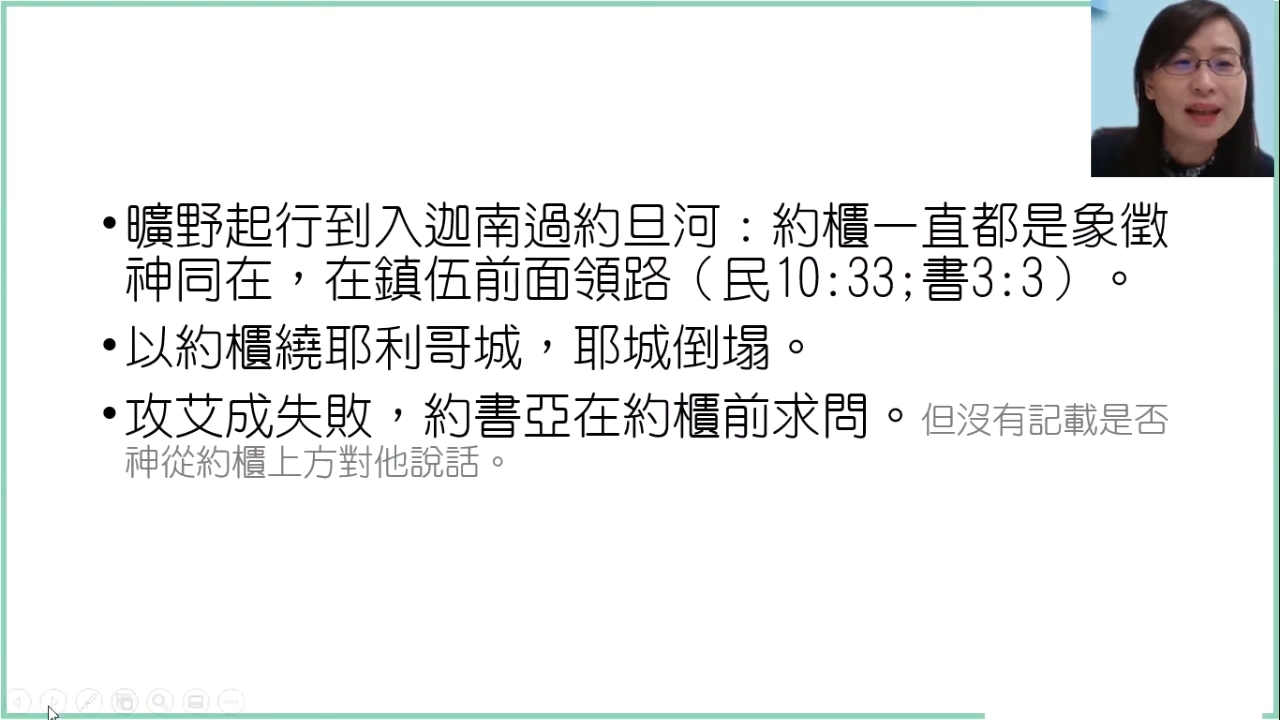 •曠野起行到入迦南過約旦河：約櫃一直都是象徵
神同在，在鎮伍前面領路（民10:33;書3:3）。
•以約櫃繞耶利哥城，耶城倒塌。
•攻艾成失敗，約書亞在約櫃前求問。但沒有記載是否
神從約櫃上方對他說話。